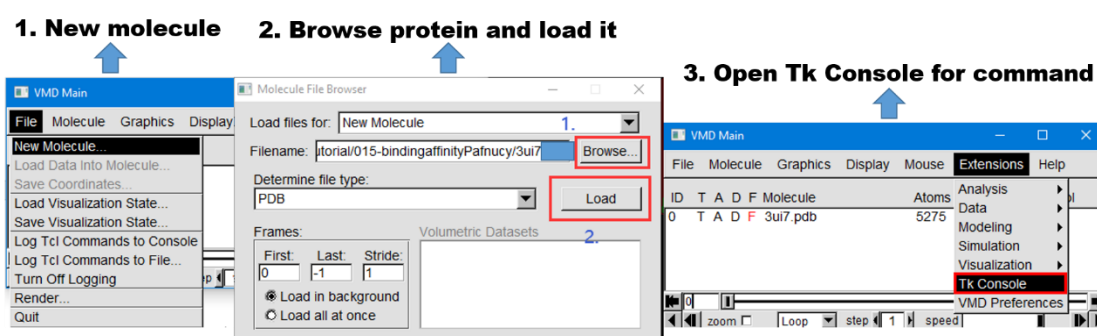 1. New molecule
2. Browse protein and load it
3. Open Tk Console for command
VMD Main
File Molecule Graphics Display
New Molecule...
Load Data Into Molecule...
Save Coordinates...
Load Visualization State...
Save Visualization State...
Log Tcl Commands to Console
Log Tcl Commands to File...
Turn Off Logging
Render...
Quit
Molecule File Browser
Load files for: New Molecule
1.
Filename: utorial/015-bindingaffinityPafnucy/3ui7 Browse...
Determine file type:
PDB
Load
2.
Frames:
Volumetric Datasets
First: Last: Stride:
0 -1 1
Load in background
Load all at once
VMD Main
File Molecule Graphics Display Mouse Extensions Help
ID T A D F Molecule Atoms
0 T A D F 3ui7.pdb 5275
Analysis
Data
Modeling
Simulation
Visualization
Tk Console
VMD Preferences
0
zoom Loop step 1 speed